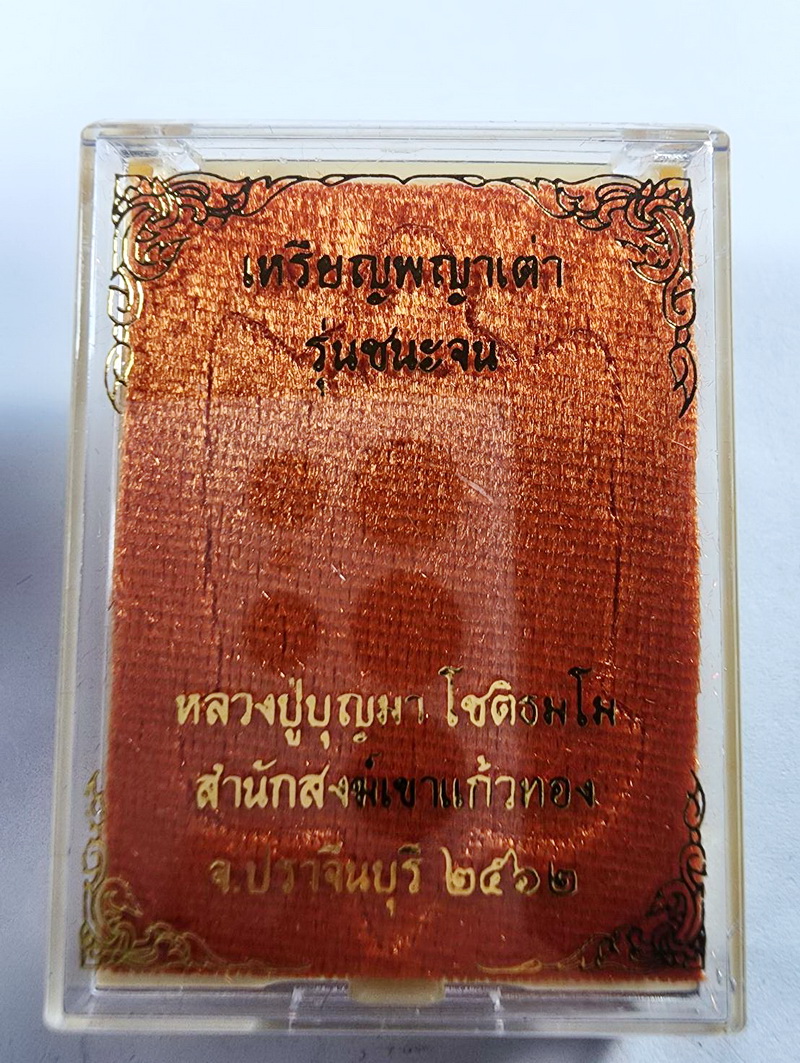 เหรียญพญาเต่า
รุ่นชนะจน
หลวงปู่บุญมา โชติธมฺโม
สำนักสงฆ์เขาแก้วทอง
จ.ปราจีนบุรี ๒๕๖๒